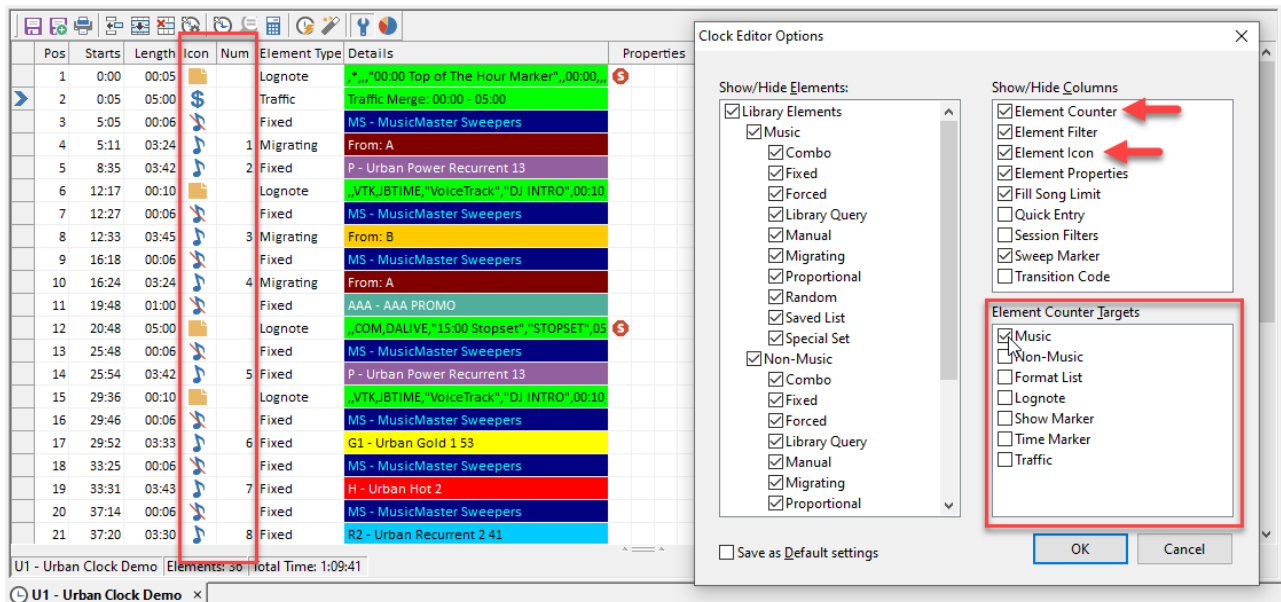 Pos Starts Length Icon Num Element Type Details Properties
1 0:00 00:05 Lognote ,*,,,"00:00 Top of The Hour Marker",,00:00,,, S
2 0:05 05:00 $ Traffic Traffic Merge: 00:00 - 05:00
3 5:05 00:06 Fixed MS - MusicMaster Sweepers
4 5:11 03:24 1 Migrating From: A
5 8:35 03:42 2 Fixed P - Urban Power Recurrent 13
6 12:17 00:10 Lognote ,,VTK,JBTIME,"VoiceTrack","DJ INTRO",00:10
7 12:27 00:06 Fixed MS - MusicMaster Sweepers
8 12:33 03:45 3 Migrating From: B
9 16:18 00:06 Fixed MS - MusicMaster Sweepers
10 16:24 03:24 4 Migrating From: A
11 19:48 01:00 Fixed AAA - AAA PROMO
12 20:48 05:00 Lognote ,,COM,DALIVE,"15:00 Stopset","STOPSET",05 S
13 25:48 00:06 Fixed MS - MusicMaster Sweepers
14 25:54 03:42 5 Fixed P - Urban Power Recurrent 13
15 29:36 00:10 Lognote ,,VTK,JBTIME,"VoiceTrack","DJ INTRO",00:10
16 29:46 00:06 Fixed MS - MusicMaster Sweepers
17 29:52 03:33 6 Fixed G1 - Urban Gold 1 53
18 33:25 00:06 Fixed MS - MusicMaster Sweepers
19 33:31 03:43 7 Fixed H - Urban Hot 2
20 37:14 00:06 Fixed MS - MusicMaster Sweepers
21 37:20 03:30 8 Fixed R2 - Urban Recurrent 2 41
U1 - Urban Clock Demo Elements: 36 Total Time: 1:09:41
U1 - Urban Clock Demo ×
Clock Editor Options
Show/Hide Elements:
Library Elements
Music
Combo
Fixed
Forced
Library Query
Manual
Migrating
Proportional
Random
Saved List
Special Set
Non-Music
Combo
Fixed
Forced
Library Query
Manual
Migrating
Proportional
Show/Hide Columns
Element Counter
Element Filter
Element Icon
Element Properties
Fill Song Limit
Quick Entry
Session Filters
Sweep Marker
Transition Code
Element Counter Targets
Music
Non-Music
Format List
Lognote
Show Marker
Time Marker
Traffic
Save as Default settings
OK Cancel